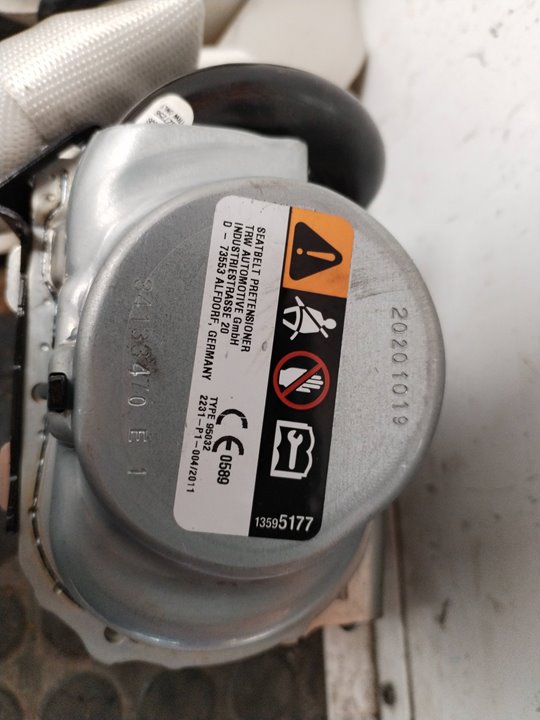 SEATBELT PRETENSIONER
TRW AUTOMOTIVE GmbH
INDUSTRIESTRASSE 20
D - 73553 ALFDORF, GERMANY
TYPE 95032
2231-P1-004/2011
CE 0589
13595177
20201019
E 1